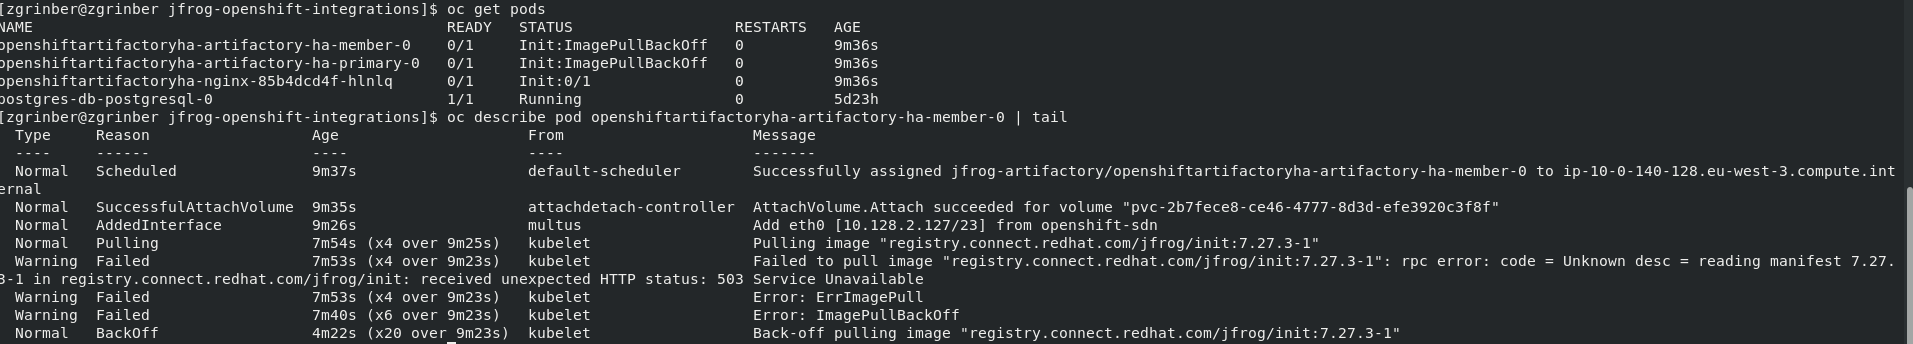 [zgrinber@zgrinber jfrog-openshift-integrations]$ oc get pods
NAME                                          READY   STATUS                  RESTARTS   AGE
openshiftartifactoryha-artifactory-ha-member-0    0/1     Init:ImagePullBackOff   0          9m36s
openshiftartifactoryha-artifactory-ha-primary-0   0/1     Init:ImagePullBackOff   0          9m36s
openshiftartifactoryha-nginx-85b4dcd4f-hlnlq      0/1     Init:0/1                0          9m36s
postgres-db-postgresql-0                          1/1     Running                 0          5d23h
[zgrinber@zgrinber jfrog-openshift-integrations]$ oc describe pod openshiftartifactoryha-artifactory-ha-member-0 | tail
  Type     Reason                  Age                     From                     Message
  ----     ------                  ----                    ----                     -------
  Normal   Scheduled               9m37s                   default-scheduler        Successfully assigned jfrog-artifactory/openshiftartifactoryha-artifactory-ha-member-0 to ip-10-0-140-128.eu-west-3.compute.int
ernal
  Normal   SuccessfulAttachVolume  9m35s                   attachdetach-controller  AttachVolume.Attach succeeded for volume "pvc-2b7fece8-ce46-4777-8d3d-efe3920c3f8f"
  Normal   AddedInterface          9m26s                   multus                   Add eth0 [10.128.2.127/23] from openshift-sdn
  Normal   Pulling                 7m54s (x4 over 9m25s)   kubelet                  Pulling image "registry.connect.redhat.com/jfrog/init:7.27.3-1"
  Warning  Failed                  7m53s (x4 over 9m23s)   kubelet                  Failed to pull image "registry.connect.redhat.com/jfrog/init:7.27.3-1": rpc error: code = Unknown desc = reading manifest 7.27.
3-1 in registry.connect.redhat.com/jfrog/init: received unexpected HTTP status: 503 Service Unavailable
  Warning  Failed                  7m53s (x4 over 9m23s)   kubelet                  Error: ErrImagePull
  Warning  Failed                  7m40s (x6 over 9m23s)   kubelet                  Error: ImagePullBackOff
  Normal   BackOff                 4m22s (x20 over 9m23s)  kubelet                  Back-off pulling image "registry.connect.redhat.com/jfrog/init:7.27.3-1"